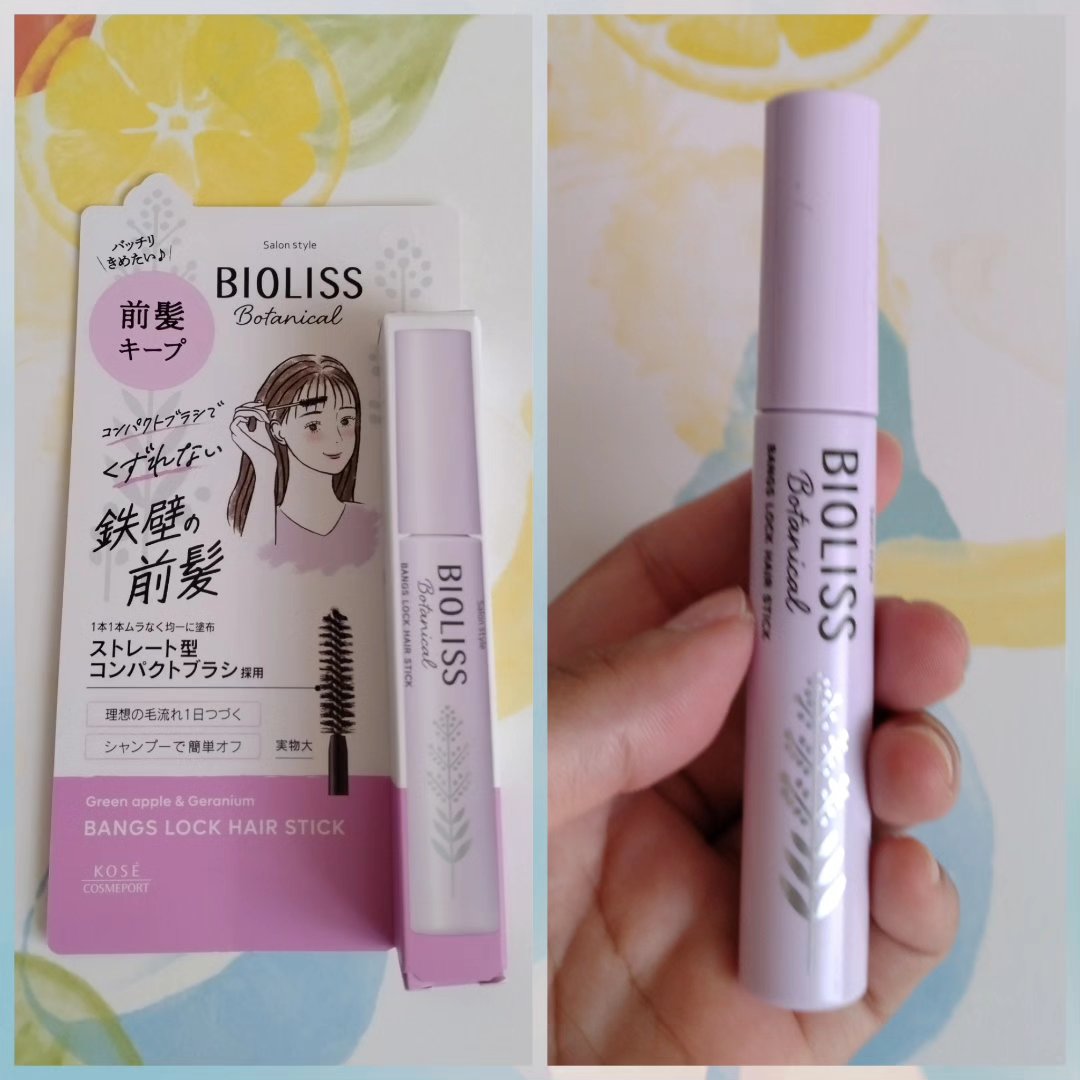 バッチリ
きめたい♪
前髪
キープ
Salon style
BIOLISS
Botanical
コンパクトブラシで
くずれない
鉄壁の
前髪
1本1本ムラなく均一に塗布
ストレート型
コンパクトブラシ採用
理想の毛流れ1日つづく
シャンプーで簡単オフ
実物大
Green apple & Geranium
BANGS LOCK HAIR STICK
KOSÉ
COSMEPORT
Salon style
BIOLISS
Botanical
BANGS LOCK HAIR STICK
BIOLISS
Botanical
BANGS LOCK HAIR STICK